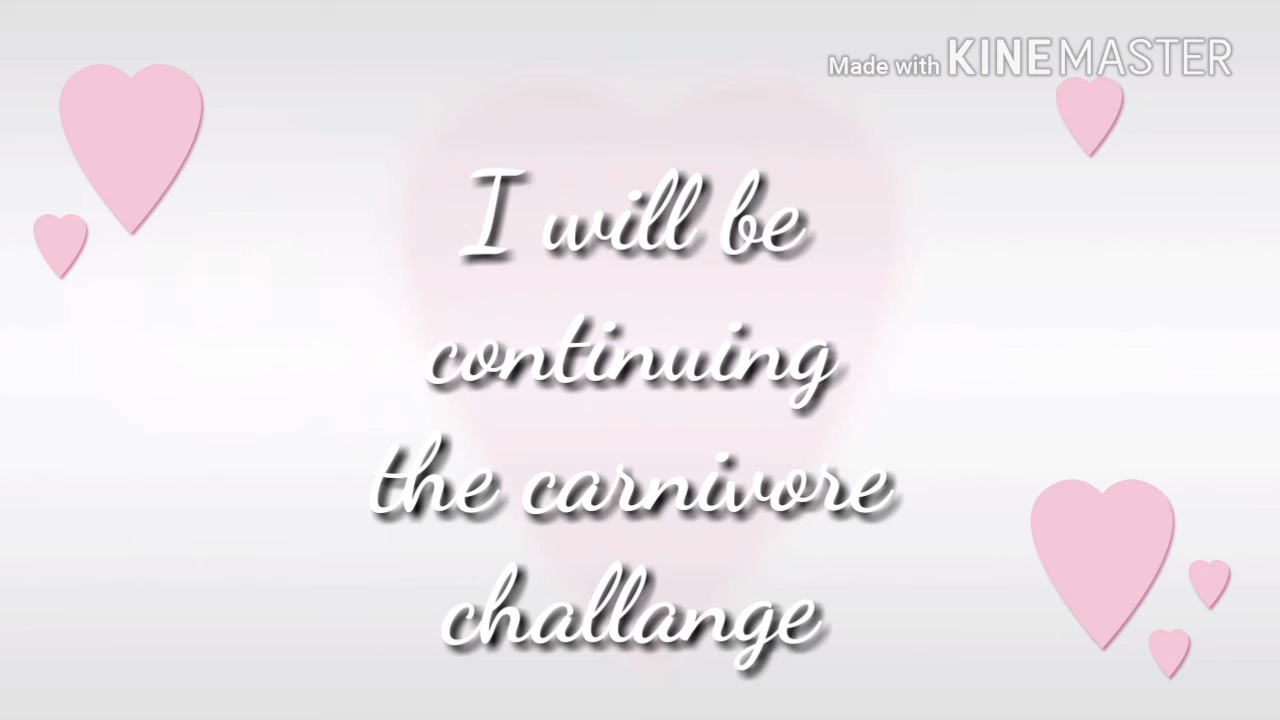 Made with KINEMASTER
I will be
continuing
the carnivore
challange